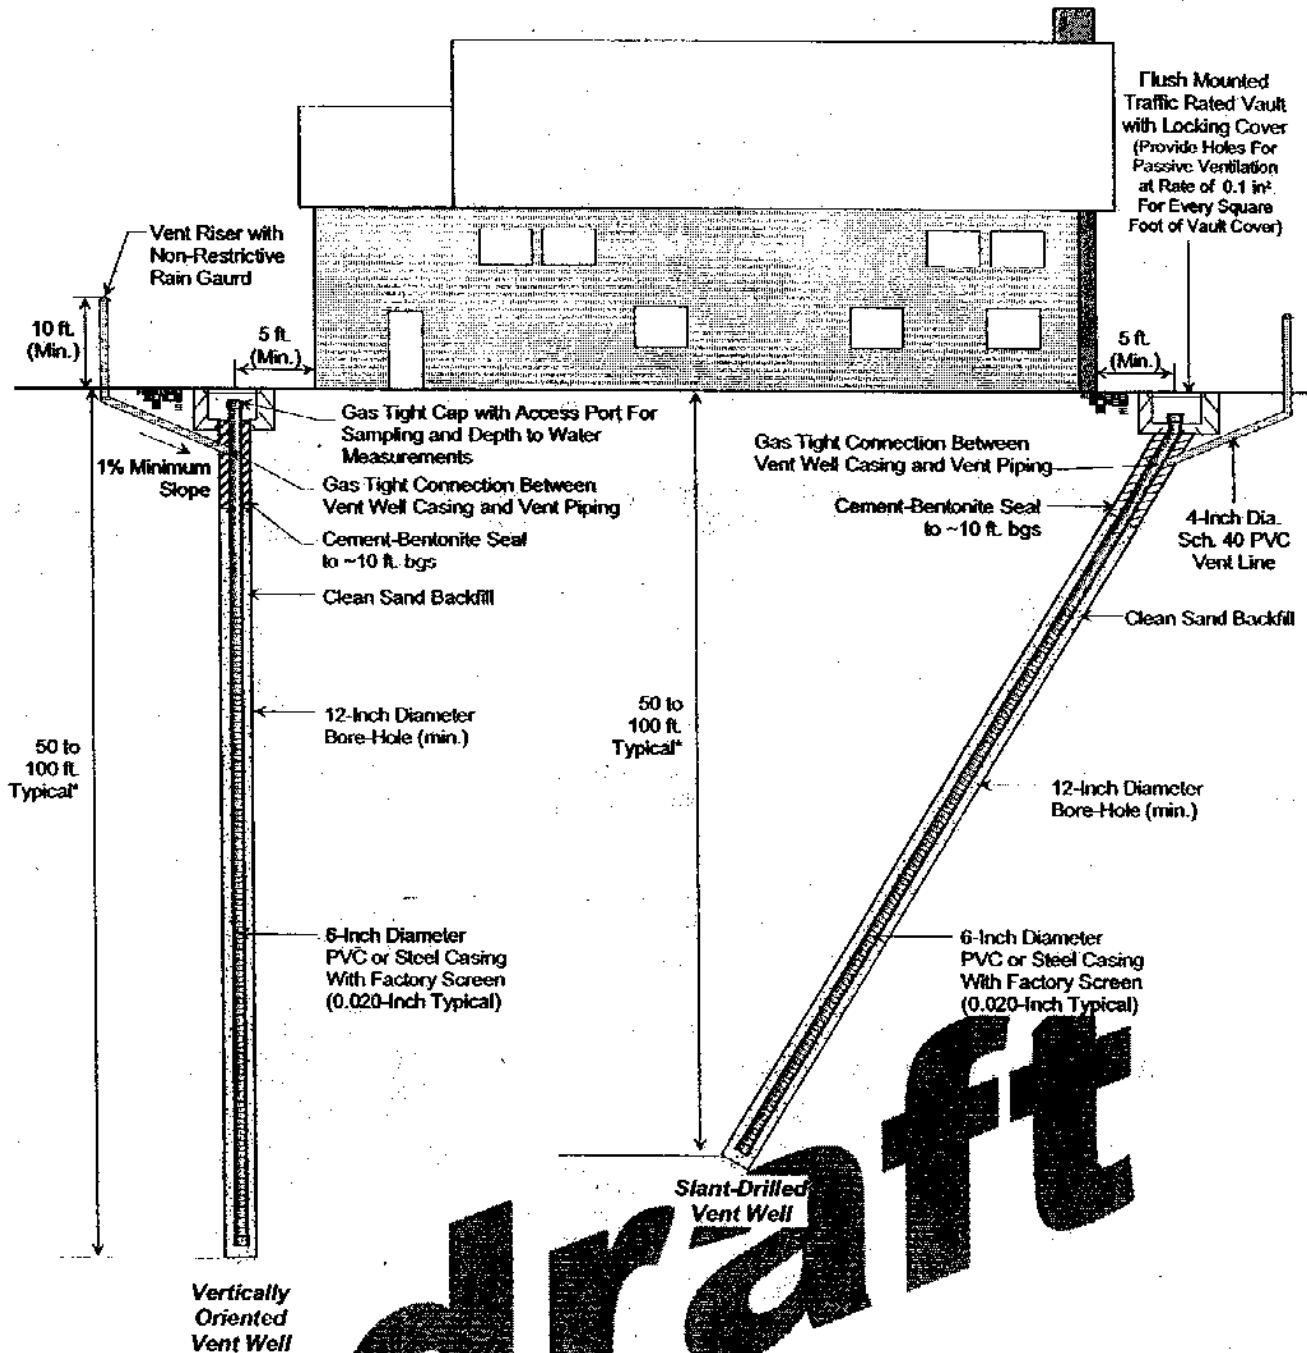 Flush Mounted
Traffic Rated Vault
with Locking Cover
(Provide Holes For
Passive Ventilation
at Rate of 0.1 in²
For Every Square
Foot of Vault Cover)
Vent Riser with
Non-Restrictive
Rain Gaurd
10 ft.
(Min.)
5 ft.
(Min.)
5 ft.
(Min.)
Gas Tight Cap with Access Port For
Sampling and Depth to Water
Measurements
1% Minimum
Slope
Gas Tight Connection Between
Vent Well Casing and Vent Piping
Gas Tight Connection Between
Vent Well Casing and Vent Piping
Cement-Bentonite Seal
to ~10 ft. bgs
Cement-Bentonite Seal
to ~10 ft. bgs
4-Inch Dia.
Sch. 40 PVC
Vent Line
Clean Sand Backfill
Clean Sand Backfill
12-Inch Diameter
Bore-Hole (min.)
50 to
100 ft.
Typical*
50 to
100 ft.
Typical*
12-Inch Diameter
Bore-Hole (min.)
6-Inch Diameter
PVC or Steel Casing
With Factory Screen
(0.020-Inch Typical)
6-Inch Diameter
PVC or Steel Casing
With Factory Screen
(0.020-Inch Typical)
Slant-Drilled
Vent Well
Vertically
Oriented
Vent Well
draft